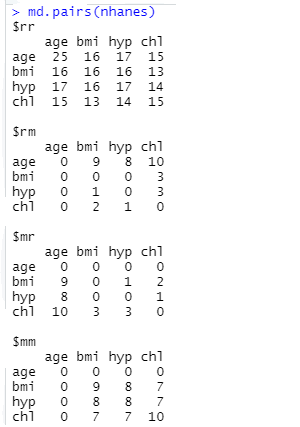 > md.pairs(nhanes)
$rr
    age bmi hyp chl
age  25  16  17  15
bmi  16  16  16  13
hyp  17  16  17  14
chl  15  13  14  15

$rm
    age bmi hyp chl
age   0   9   8  10
bmi   0   0   0   3
hyp   0   1   0   3
chl   0   2   1   0

$mr
    age bmi hyp chl
age   0   0   0   0
bmi   9   0   1   2
hyp   8   0   0   1
chl  10   3   3   0

$mm
    age bmi hyp chl
age   0   0   0   0
bmi   0   9   8   7
hyp   0   8   8   7
chl   0   7   7  10